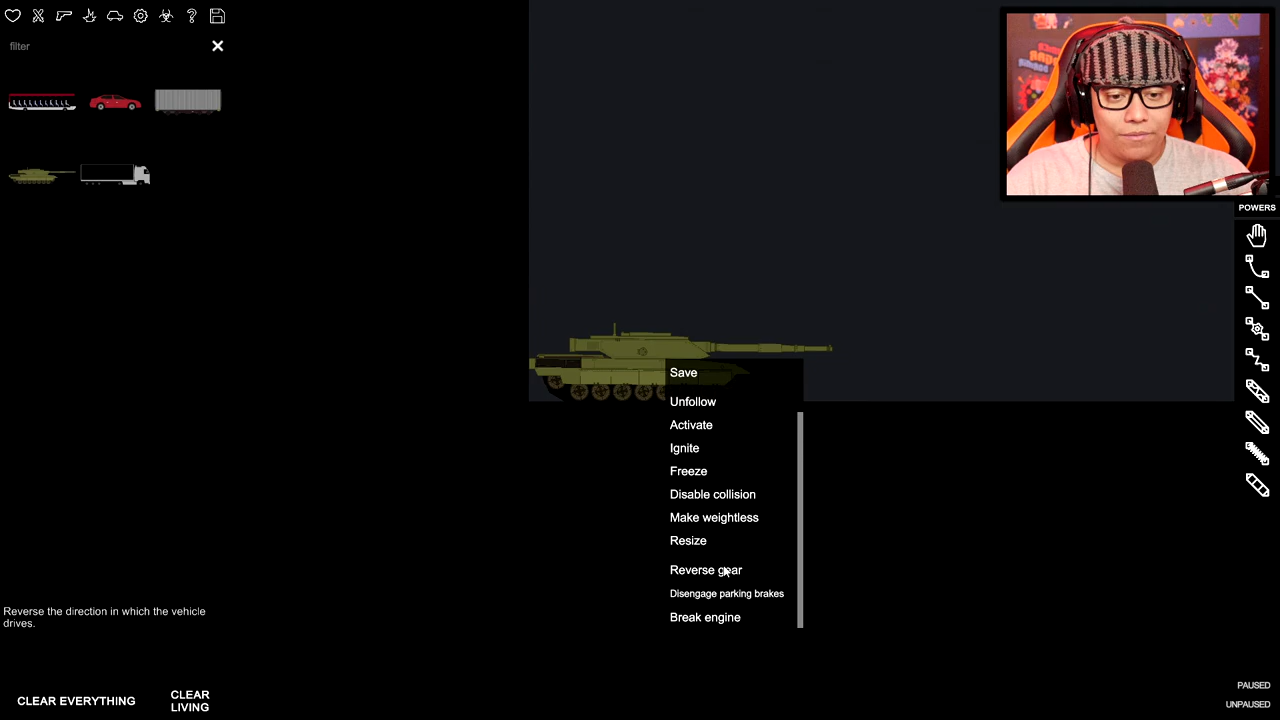 filter
POWERS
Save
Unfollow
Activate
Ignite
Freeze
Disable collision
Make weightless
Resize
Reverse gear
Disengage parking brakes
Break engine
Reverse the direction in which the vehicle
drives.
CLEAR EVERYTHING
CLEAR
LIVING
PAUSED
UNPAUSED